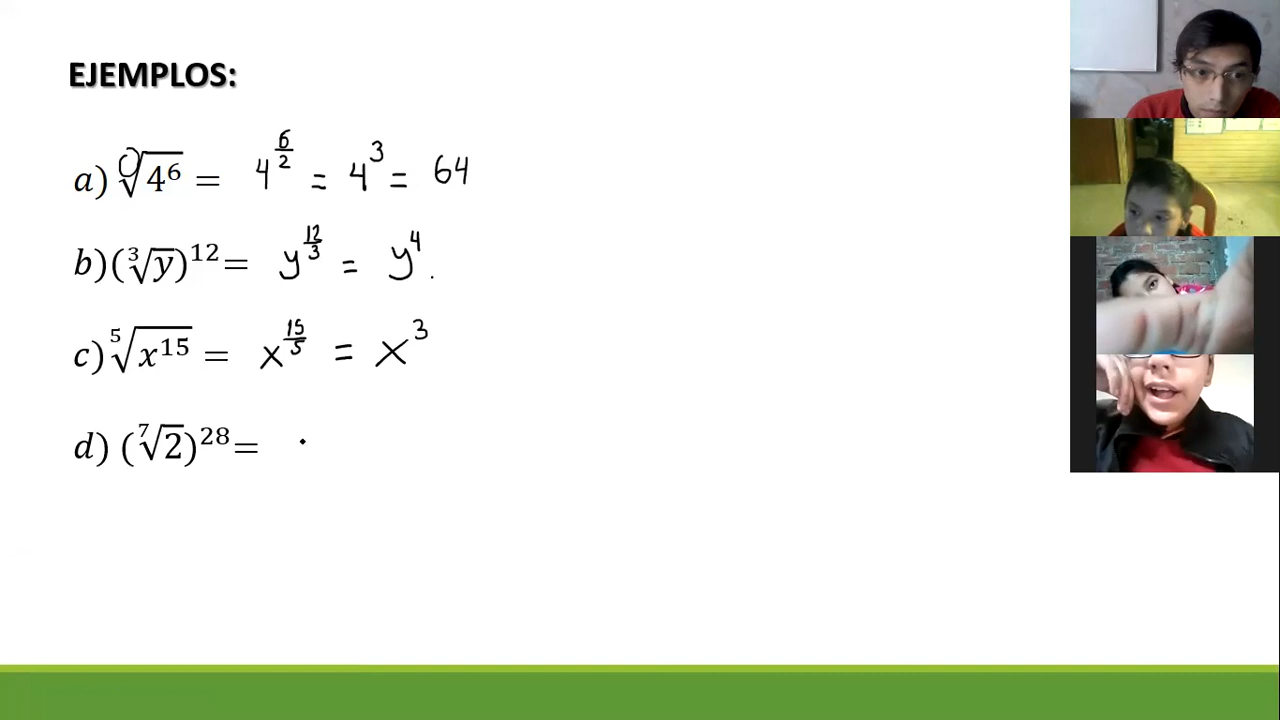 EJEMPLOS:
a) √4⁶ = 4^(6/2) = 4³ = 64
b)(³√y)¹² = y^(12/3) = y⁴.
c) ⁵√x¹⁵ = x^(15/5) = x³
d) (⁷√2)²⁸ =